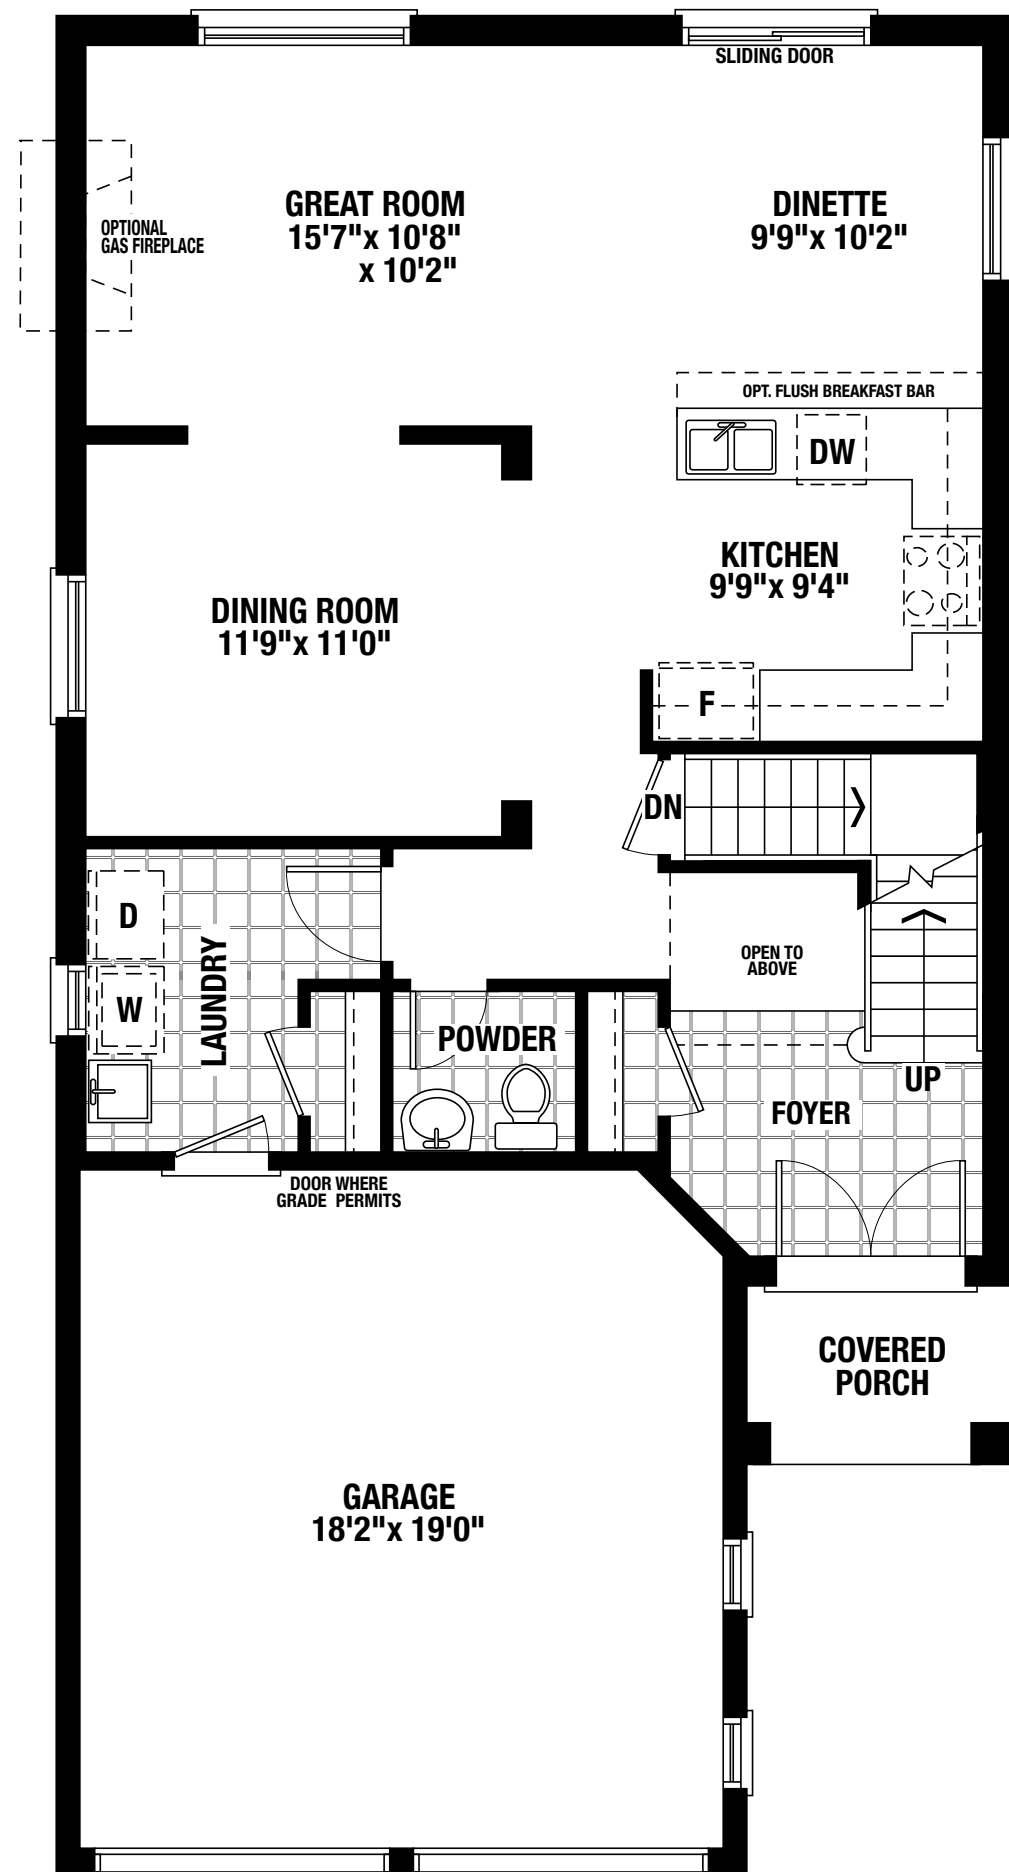 SLIDING DOOR
GREAT ROOM
15'7"x 10'8"
x 10'2"
DINETTE
9'9"x 10'2"
OPTIONAL
GAS FIREPLACE
OPT. FLUSH BREAKFAST BAR
DW
KITCHEN
9'9"x 9'4"
DINING ROOM
11'9"x 11'0"
F
DN
D
W
LAUNDRY
OPEN TO
ABOVE
POWDER
UP
FOYER
DOOR WHERE
GRADE PERMITS
COVERED
PORCH
GARAGE
18'2"x 19'0"